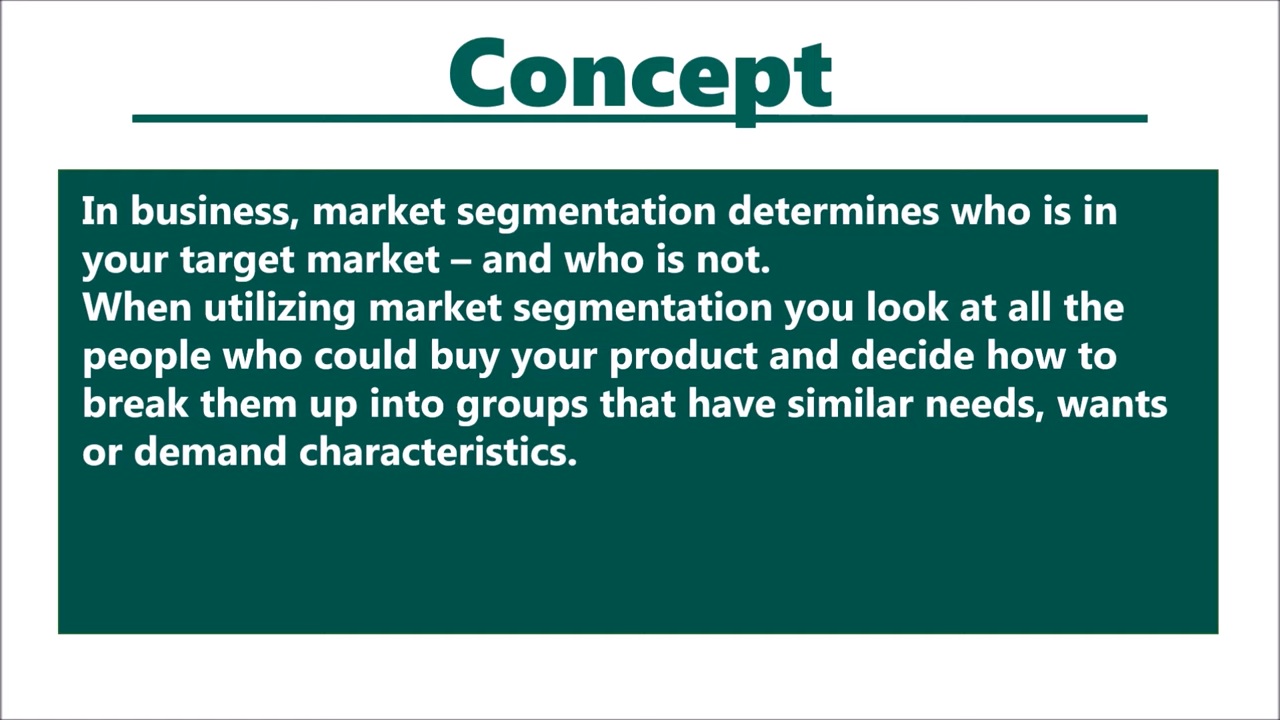 Concept
In business, market segmentation determines who is in
your target market – and who is not.
When utilizing market segmentation you look at all the
people who could buy your product and decide how to
break them up into groups that have similar needs, wants
or demand characteristics.